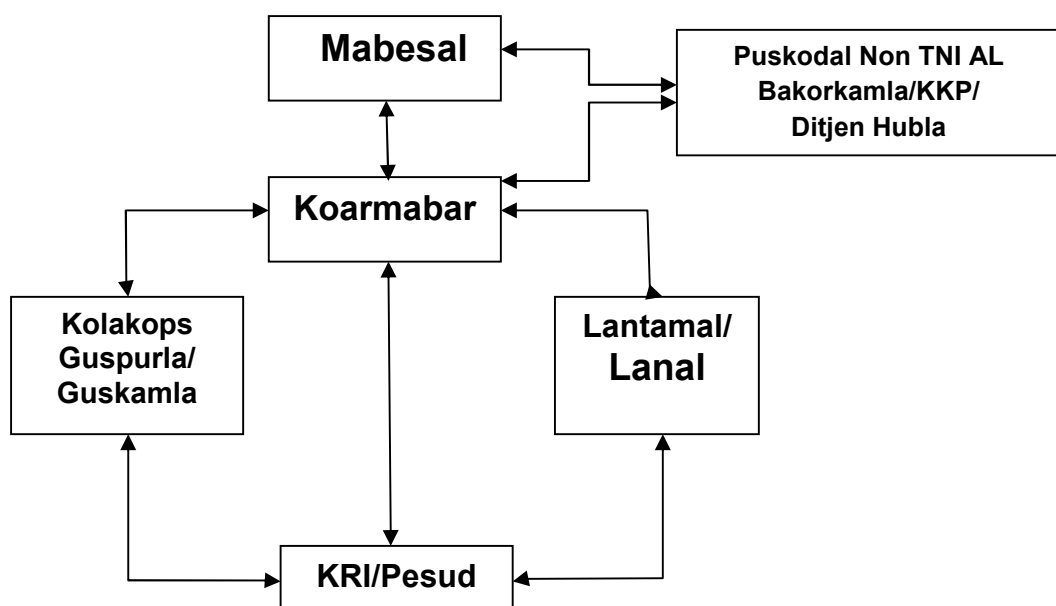 Mabesal
Puskodal Non TNI AL
Bakorkamla/KKP/
Ditjen Hubla
Koarmabar
Kolakops
Guspurla/
Guskamla
Lantamal/
Lanal
KRI/Pesud